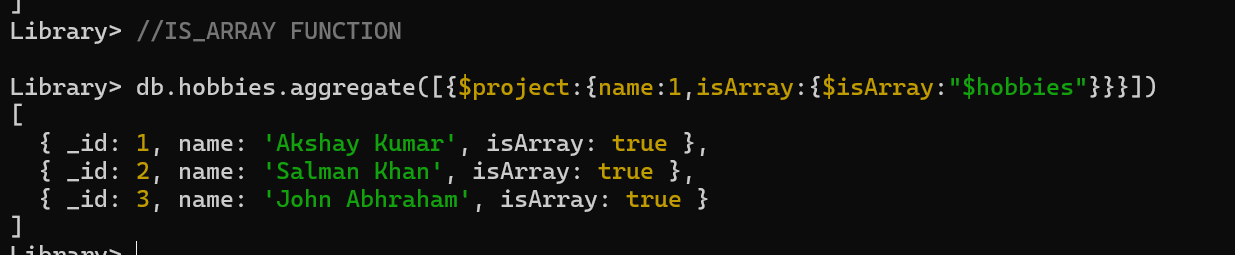 ]
Library> //IS_ARRAY FUNCTION
Library> db.hobbies.aggregate([{$project:{name:1,isArray:{$isArray:"$hobbies"}}}])
[
  { _id: 1, name: 'Akshay Kumar', isArray: true },
  { _id: 2, name: 'Salman Khan', isArray: true },
  { _id: 3, name: 'John Abhraham', isArray: true }
]
Library>